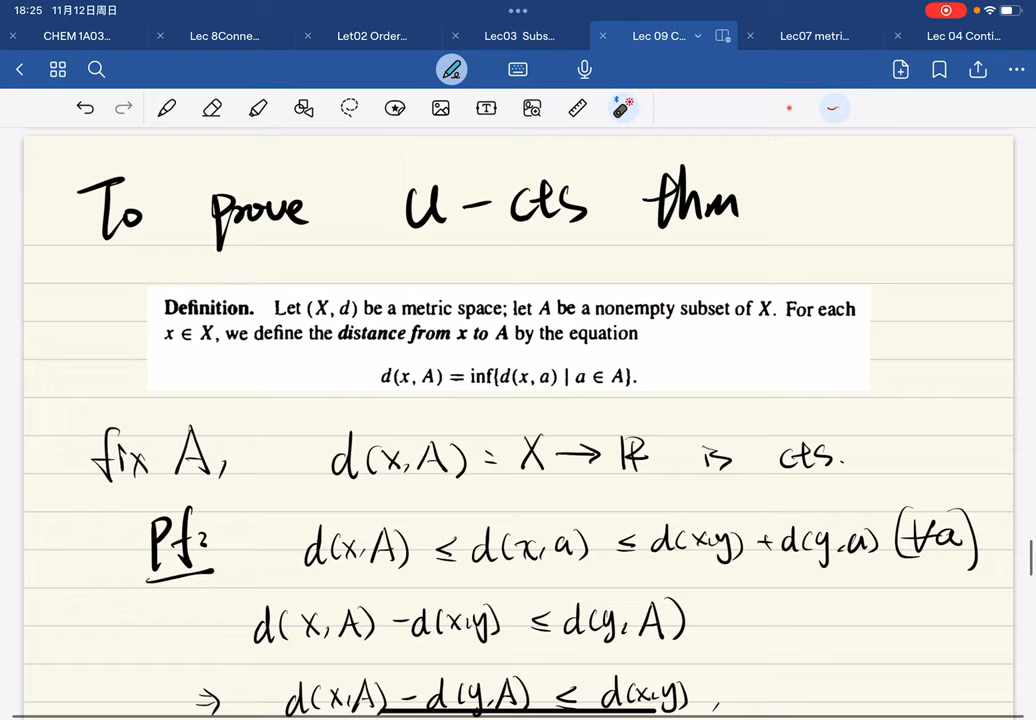 18:25 11月12日周日
CHEM 1A03...
Lec 8Conne...
Let02 Order...
Lec03 Subs...
Lec 09 C...
Lec07 metri...
Lec 04 Conti...
To prove u-cts thm
Definition. Let (X, d) be a metric space; let A be a nonempty subset of X. For each
x ∈ X, we define the distance from x to A by the equation
d(x, A) = inf{d(x, a) | a ∈ A}.
fix A, d(x,A) = X → ℝ is cts.
Pf: d(x,A) ≤ d(x,a) ≤ d(x,y) + d(y,a) (∀a)
d(x,A) - d(x,y) ≤ d(y,A)
⇒ d(x,A) - d(y,A) ≤ d(x,y),